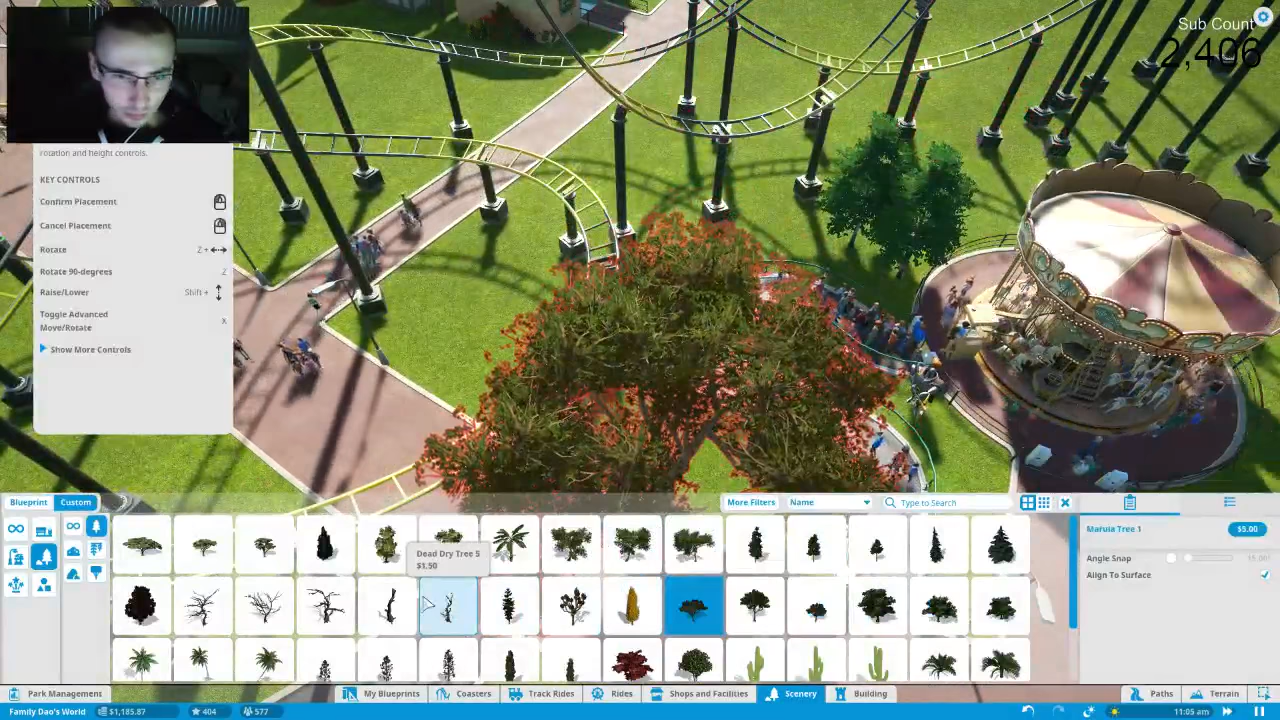 Sub Count
2,406
rotation and height controls.
KEY CONTROLS
Confirm Placement
Cancel Placement
Rotate Z +
Rotate 90-degrees Z
Raise/Lower Shift +
Toggle Advanced
Move/Rotate X
Show More Controls
Blueprint Custom More Filters Name Type to Search
Maruia Tree 1 $5.00
Dead Dry Tree 5
$1.50
Angle Snap 15.00°
Align To Surface
Park Management My Blueprints Coasters Track Rides Rides Shops and Facilities Scenery Building Paths Terrain
Family Dao's World $1,185.87 404 577 11:05 am